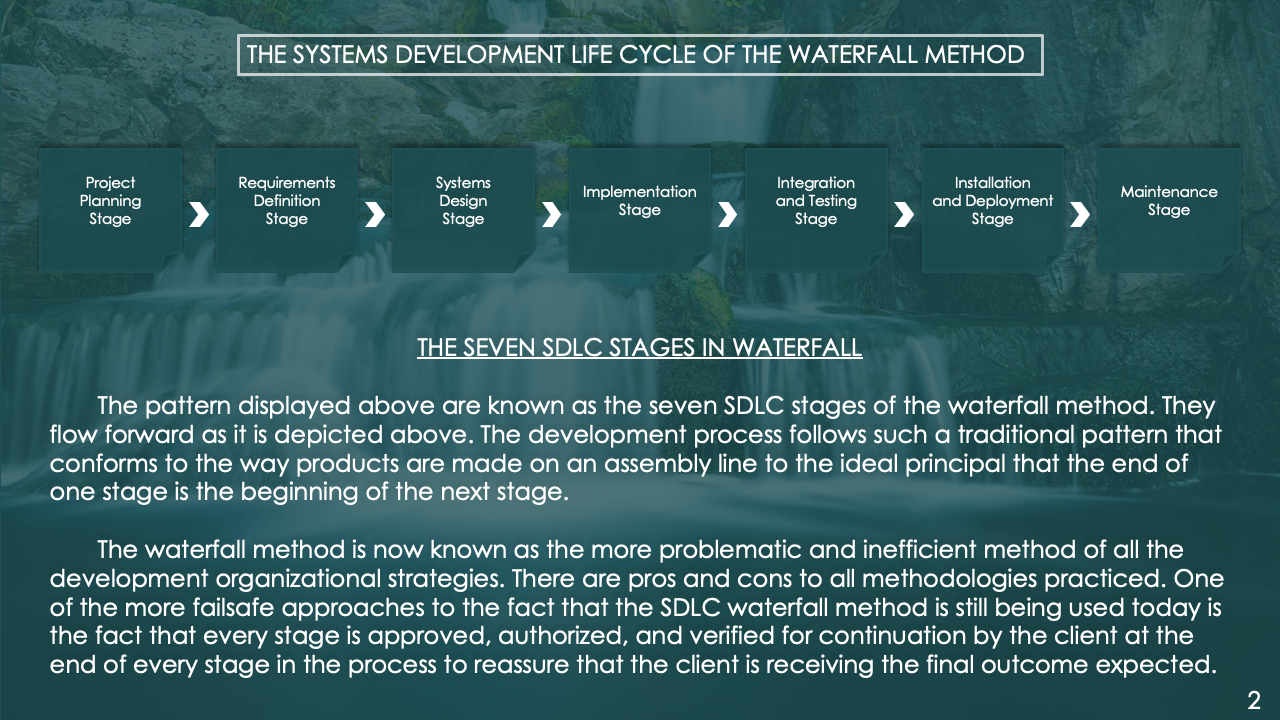 THE SYSTEMS DEVELOPMENT LIFE CYCLE OF THE WATERFALL METHOD
Project
Planning
Stage
Requirements
Definition
Stage
Systems
Design
Stage
Implementation
Stage
Integration
and Testing
Stage
Installation
and Deployment
Stage
Maintenance
Stage
THE SEVEN SDLC STAGES IN WATERFALL
The pattern displayed above are known as the seven SDLC stages of the waterfall method. They
flow forward as it is depicted above. The development process follows such a traditional pattern that
conforms to the way products are made on an assembly line to the ideal principal that the end of
one stage is the beginning of the next stage.
The waterfall method is now known as the more problematic and inefficient method of all the
development organizational strategies. There are pros and cons to all methodologies practiced. One
of the more failsafe approaches to the fact that the SDLC waterfall method is still being used today is
the fact that every stage is approved, authorized, and verified for continuation by the client at the
end of every stage in the process to reassure that the client is receiving the final outcome expected.
2